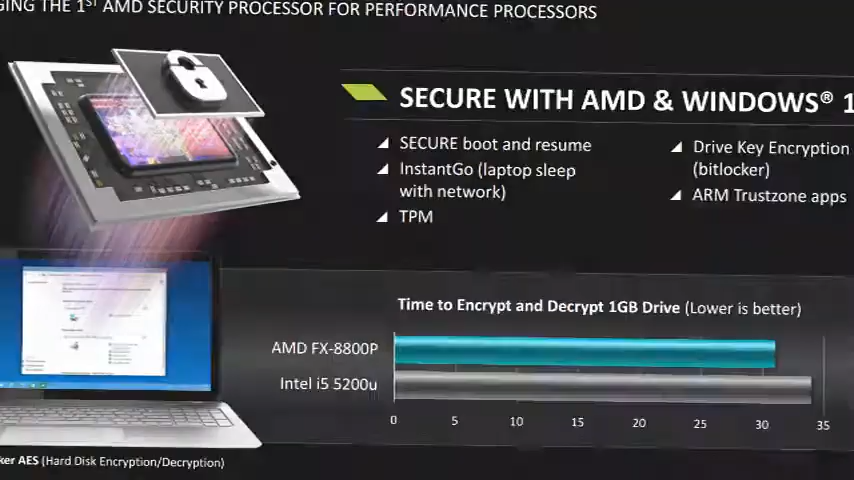 GING THE 1ST AMD SECURITY PROCESSOR FOR PERFORMANCE PROCESSORS
SECURE WITH AMD & WINDOWS® 1
SECURE boot and resume
InstantGo (laptop sleep
with network)
TPM
Drive Key Encryption
(bitlocker)
ARM Trustzone apps
Time to Encrypt and Decrypt 1GB Drive (Lower is better)
AMD FX-8800P
Intel i5 5200u
0 5 10 15 20 25 30 35
ker AES (Hard Disk Encryption/Decryption)